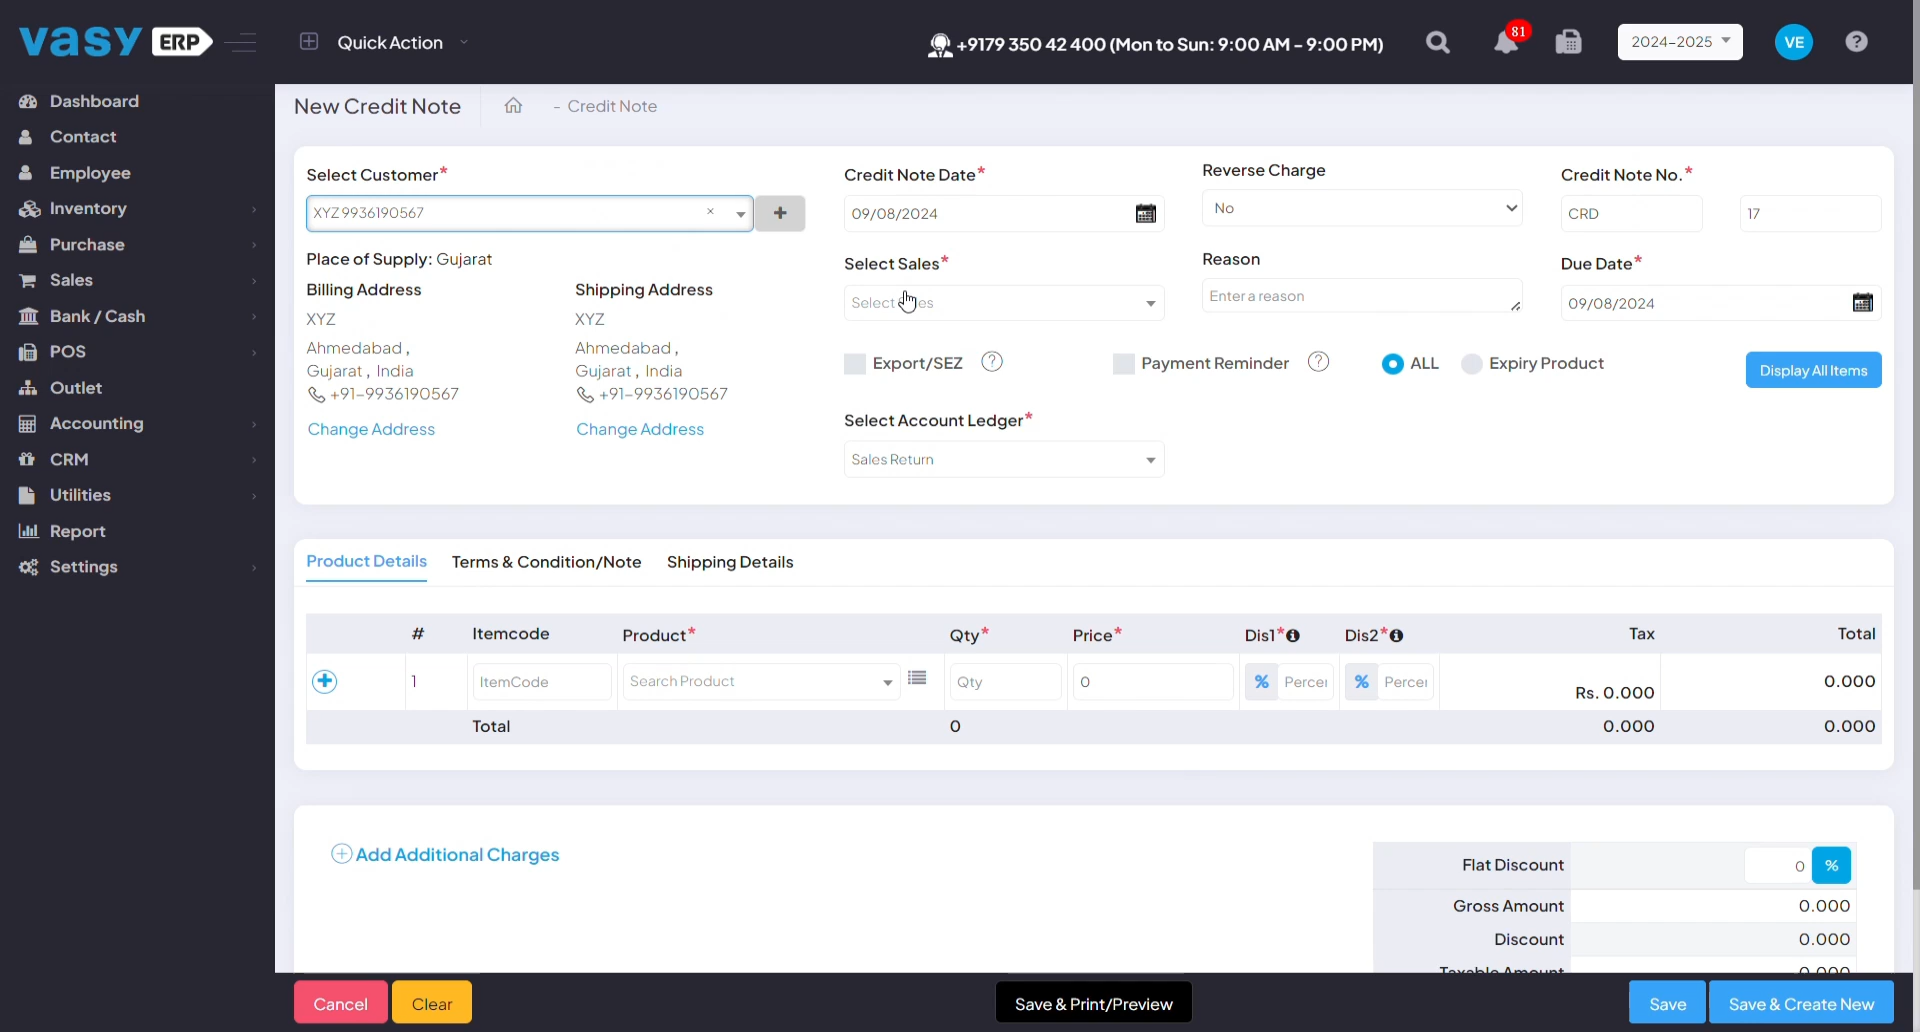 vasy ERP
Quick Action
+9179 350 42 400 (Mon to Sun: 9:00 AM - 9:00 PM)
81
2024-2025
VE
?
Dashboard
Contact
Employee
Inventory
Purchase
Sales
Bank / Cash
POS
Outlet
Accounting
CRM
Utilities
Report
Settings
New Credit Note
- Credit Note
Select Customer*
XYZ 9936190567 ×
+
Place of Supply: Gujarat
Billing Address
XYZ
Ahmedabad ,
Gujarat , India
+91-9936190567
Change Address
Shipping Address
XYZ
Ahmedabad ,
Gujarat , India
+91-9936190567
Change Address
Credit Note Date*
09/08/2024
Reverse Charge
No
Credit Note No.*
CRD
17
Select Sales*
Select
Reason
Enter a reason
Due Date*
09/08/2024
Export/SEZ ?
Payment Reminder ?
ALL
Expiry Product
Display All Items
Select Account Ledger*
Sales Return
Product Details
Terms & Condition/Note
Shipping Details
# Itemcode Product* Qty* Price* Dis1* Dis2* Tax Total
1 ItemCode Search Product Qty 0 % Percei % Percei Rs. 0.000 0.000
Total 0 0.000 0.000
Add Additional Charges
Flat Discount 0 %
Gross Amount 0.000
Discount 0.000
Taxable Amount 0.000
Cancel
Clear
Save & Print/Preview
Save
Save & Create New